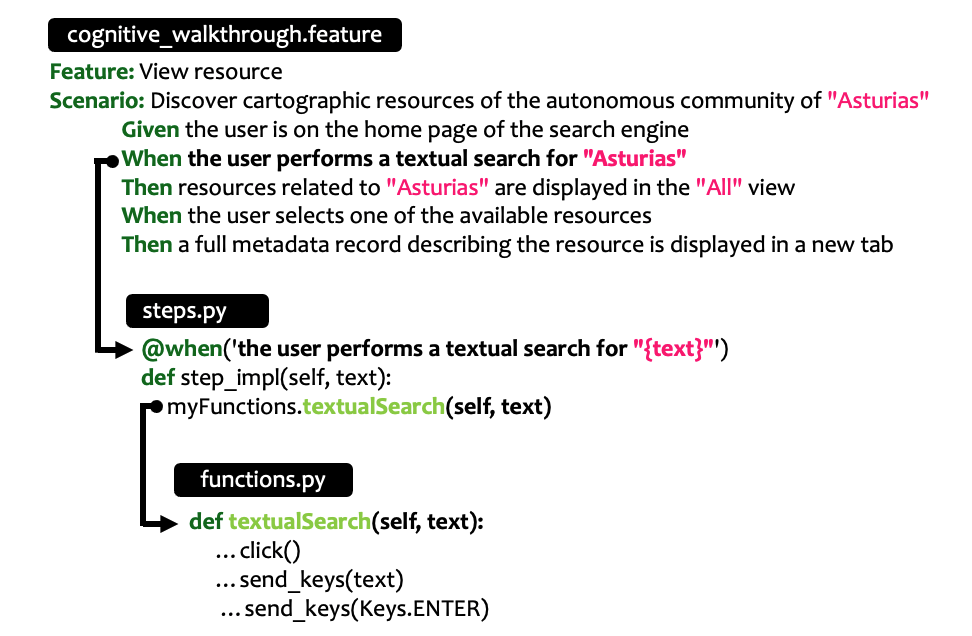 cognitive_walkthrough.feature
Feature: View resource
Scenario: Discover cartographic resources of the autonomous community of "Asturias"
Given the user is on the home page of the search engine
When the user performs a textual search for "Asturias"
Then resources related to "Asturias" are displayed in the "All" view
When the user selects one of the available resources
Then a full metadata record describing the resource is displayed in a new tab
steps.py
@when('the user performs a textual search for "{text}"')
def step_impl(self, text):
myFunctions.textualSearch(self, text)
functions.py
def textualSearch(self, text):
...click()
...send_keys(text)
...send_keys(Keys.ENTER)